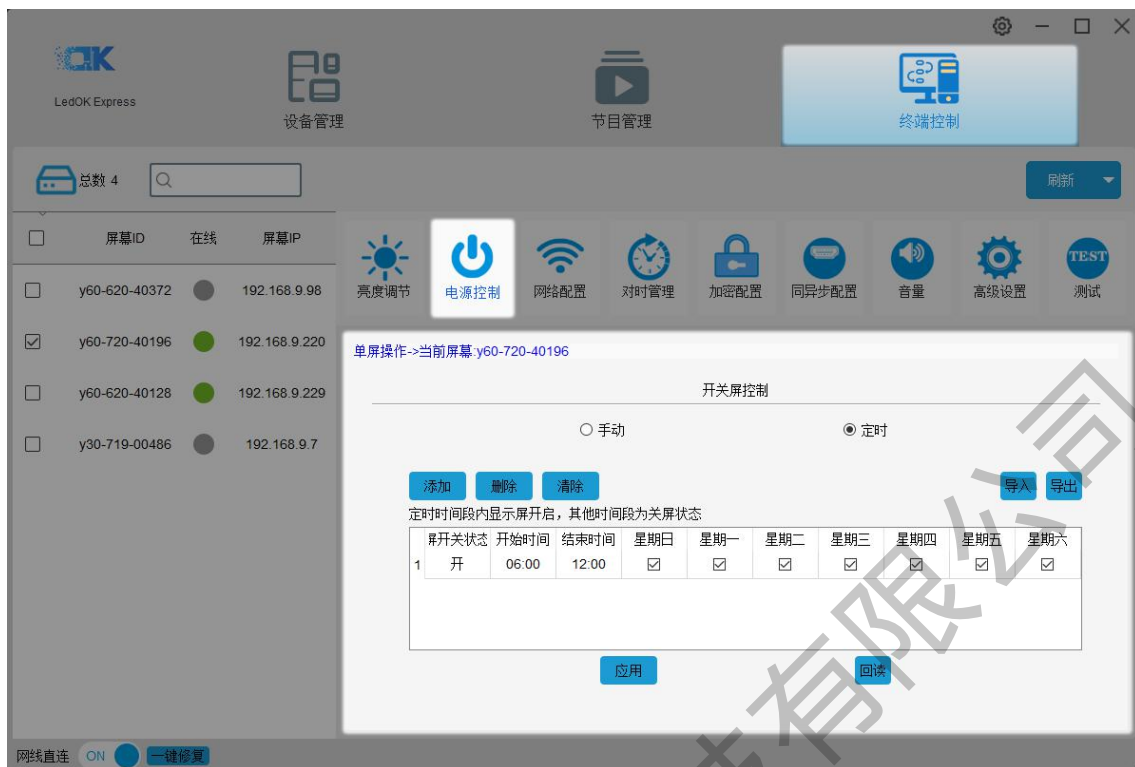 LedOK Express
设备管理
节目管理
终端控制
总数 4
刷新
屏幕ID 在线 屏幕IP
y60-620-40372 192.168.9.98
y60-720-40196 192.168.9.220
y60-620-40128 192.168.9.229
y30-719-00486 192.168.9.7
亮度调节 电源控制 网络配置 对时管理 加密配置 同异步配置 音量 高级设置 TEST 测试
单屏操作->当前屏幕:y60-720-40196
开关屏控制
手动 定时
添加 删除 清除 导入 导出
定时时间段内显示屏开启，其他时间段为关屏状态
屏开关状态 开始时间 结束时间 星期日 星期一 星期二 星期三 星期四 星期五 星期六
1 开 06:00 12:00
应用 回读
网线直连 ON 一键修复
有限公司